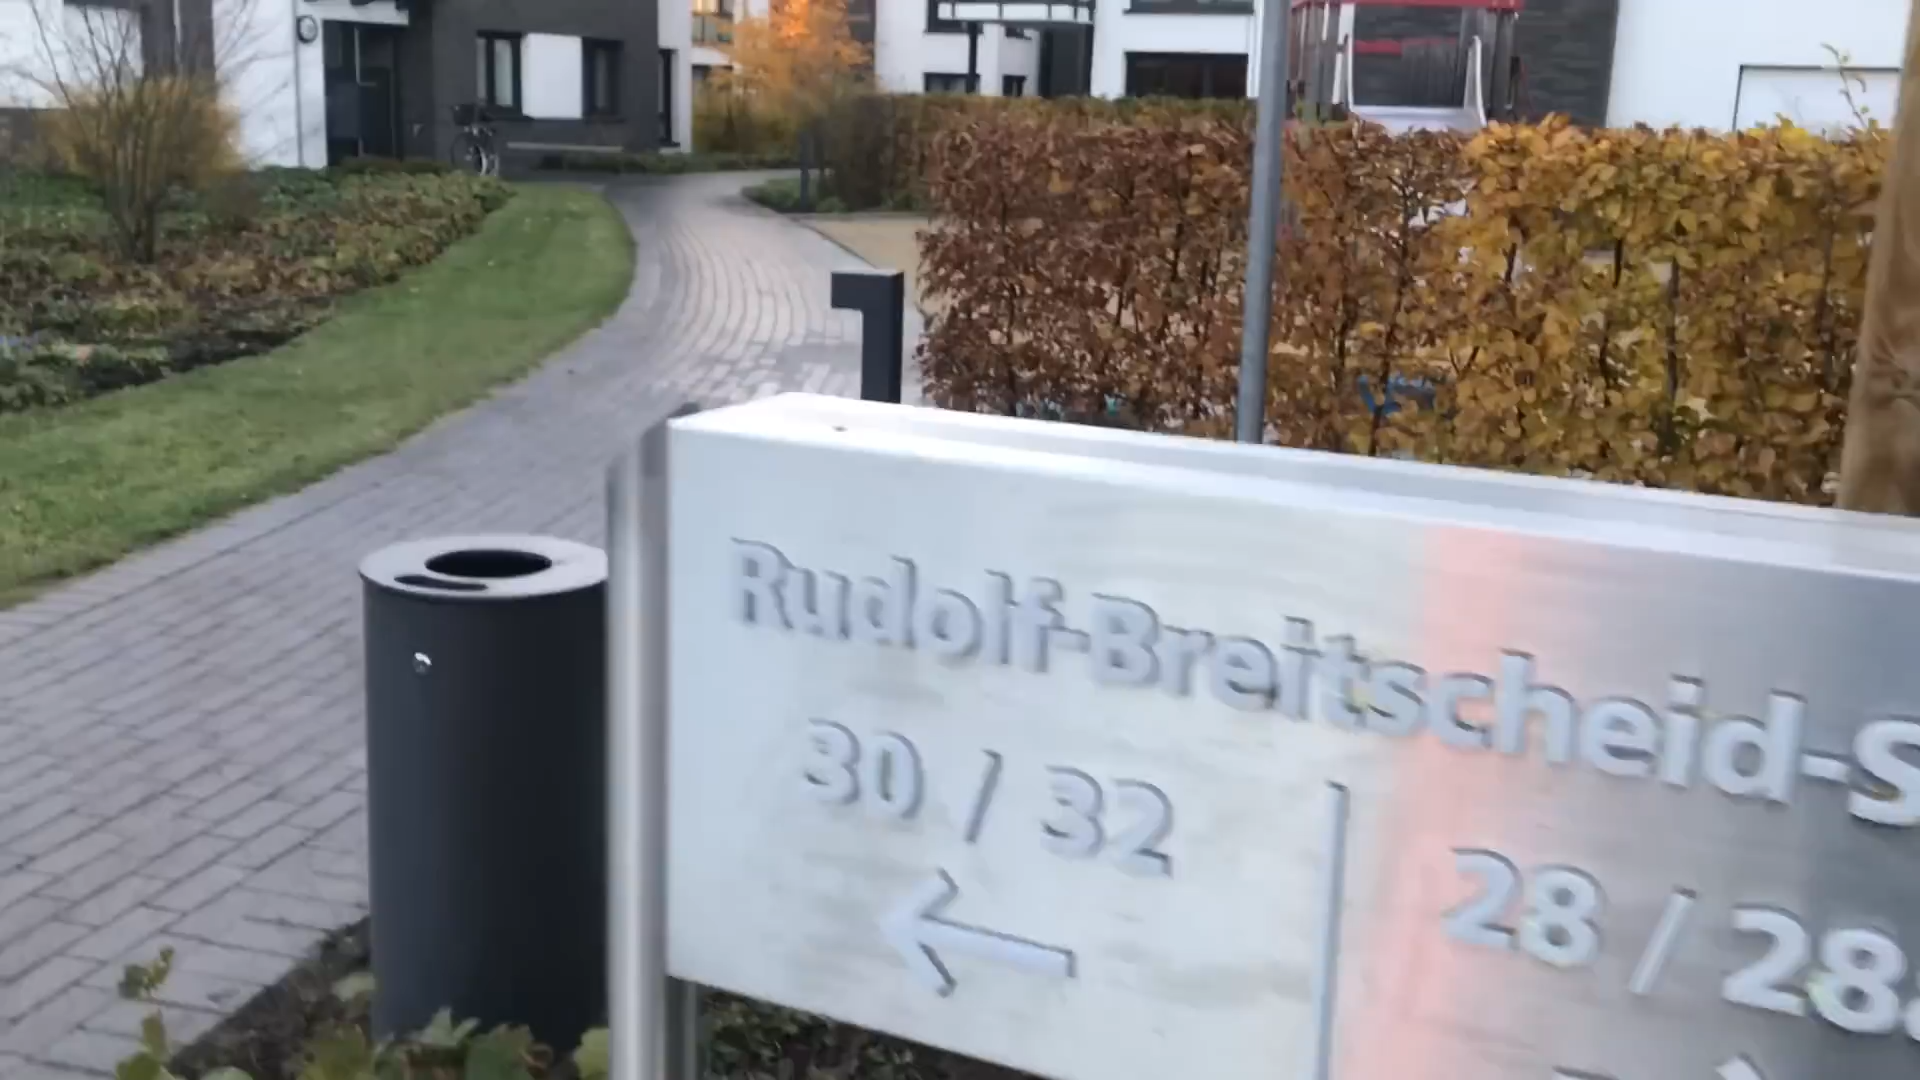 Rudolf-Breitscheid-S
30 / 32
28 / 28
←